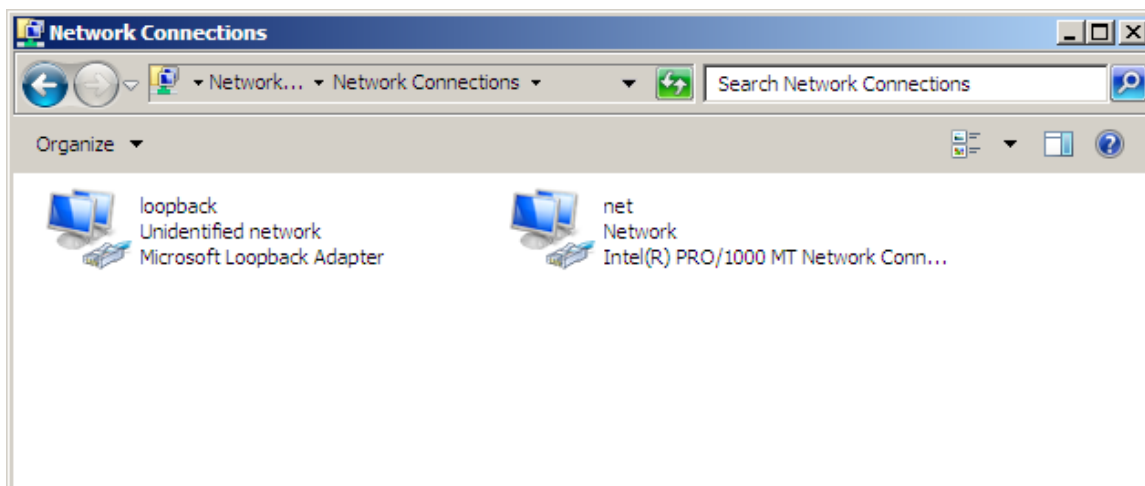 Network Connections
Network... Network Connections
Search Network Connections
Organize
loopback
Unidentified network
Microsoft Loopback Adapter
net
Network
Intel(R) PRO/1000 MT Network Conn...